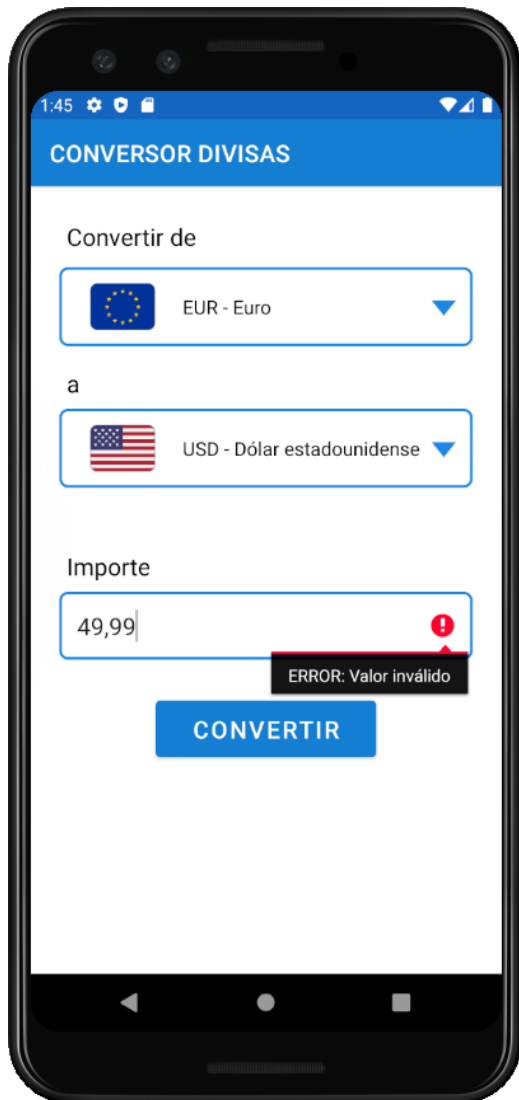 1:45
CONVERSOR DIVISAS
Convertir de
EUR - Euro
a
USD - Dólar estadounidense
Importe
49,99
ERROR: Valor inválido
CONVERTIR